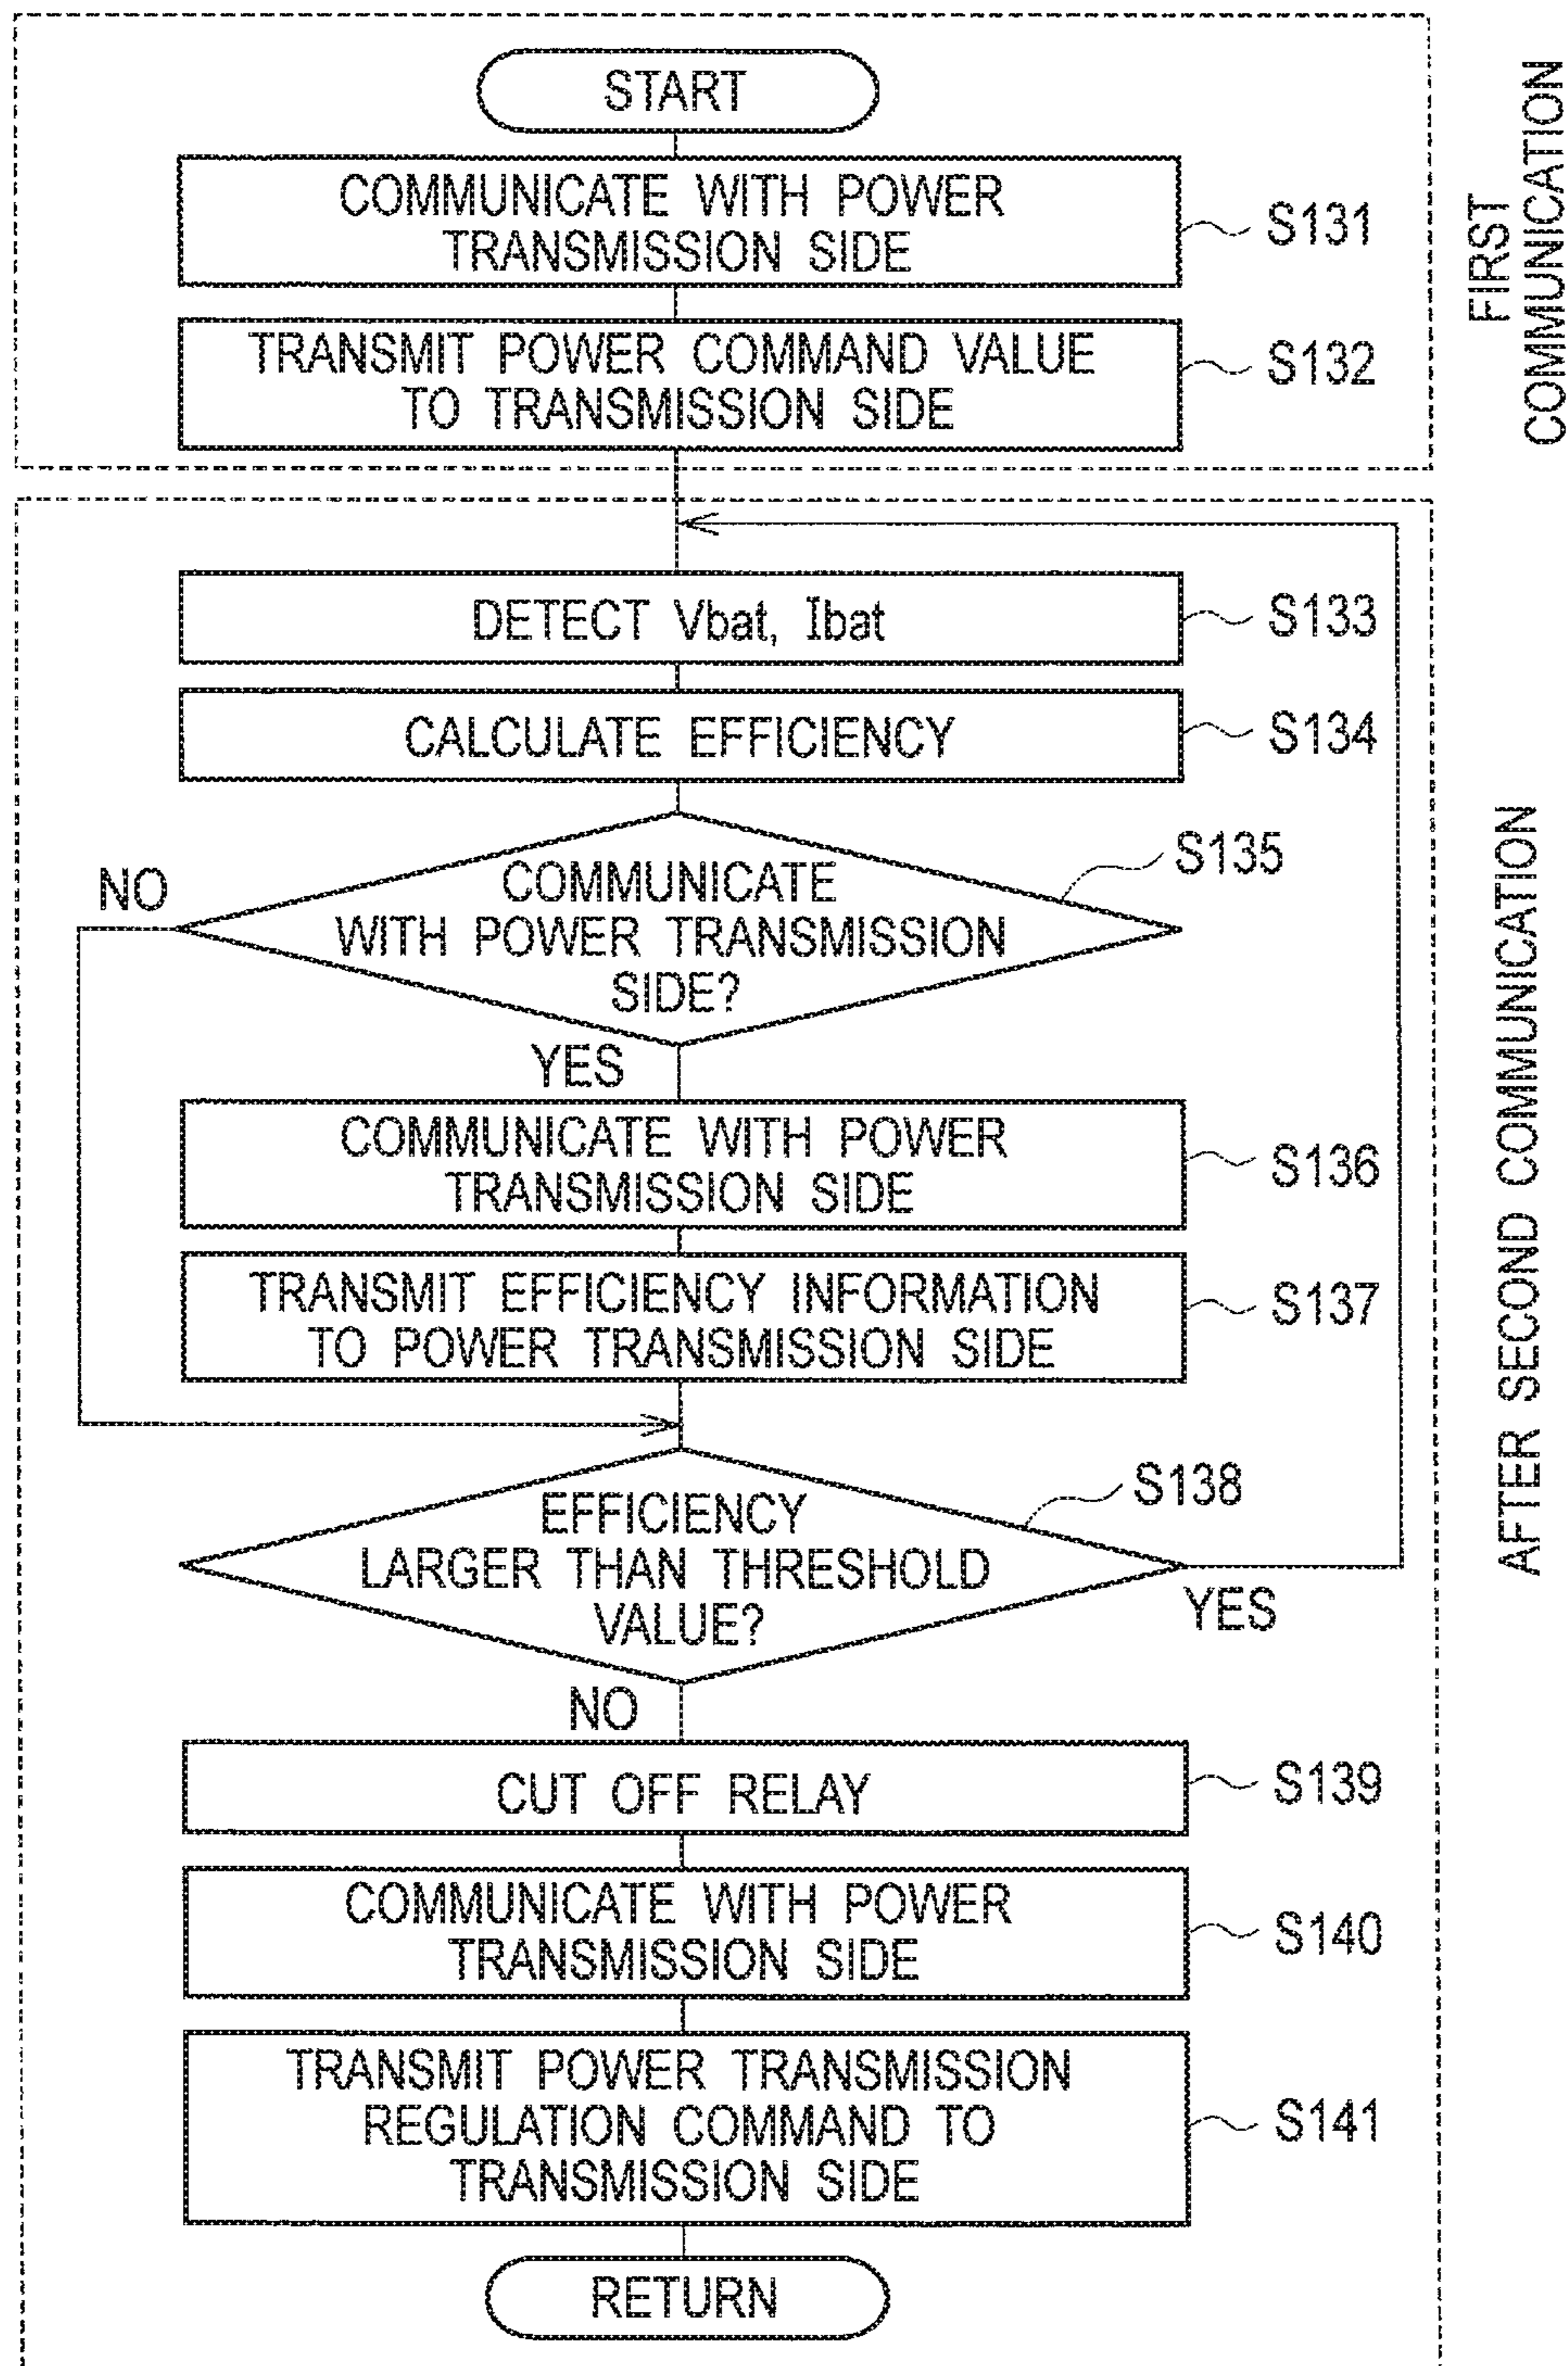 START
COMMUNICATE WITH POWER
TRANSMISSION SIDE
S131
TRANSMIT POWER COMMAND VALUE
TO TRANSMISSION SIDE
S132
FIRST
COMMUNICATION
DETECT Vbat, Ibat
S133
CALCULATE EFFICIENCY
S134
COMMUNICATE
WITH POWER TRANSMISSION
SIDE?
S135
NO
YES
COMMUNICATE WITH POWER
TRANSMISSION SIDE
S136
TRANSMIT EFFICIENCY INFORMATION
TO POWER TRANSMISSION SIDE
S137
EFFICIENCY
LARGER THAN THRESHOLD
VALUE?
S138
YES
NO
CUT OFF RELAY
S139
COMMUNICATE WITH POWER
TRANSMISSION SIDE
S140
TRANSMIT POWER TRANSMISSION
REGULATION COMMAND TO
TRANSMISSION SIDE
S141
RETURN
AFTER SECOND COMMUNICATION